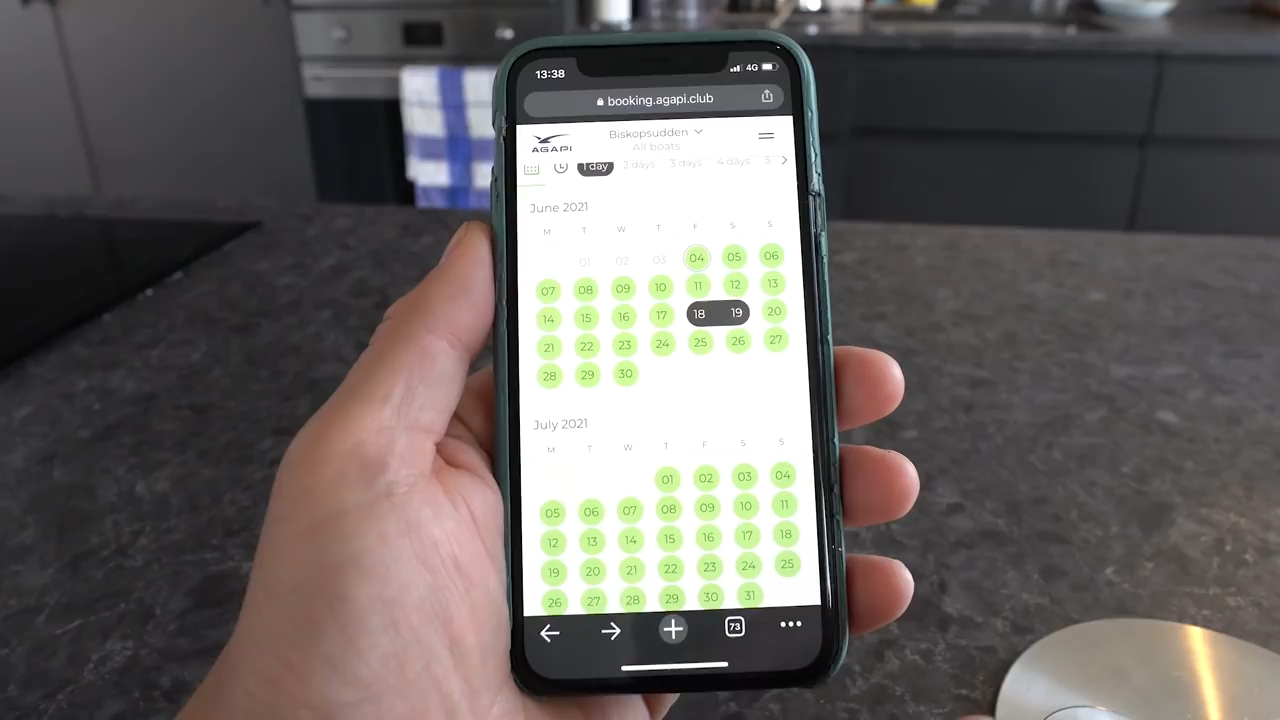 13:38
4G
booking.agapi.club
AGAPI
Biskopsudden
All boats
1 day 2 days 3 days 4 days 5
June 2021
M T W T F S S
01 02 03 04 05 06
07 08 09 10 11 12 13
14 15 16 17 18 19 20
21 22 23 24 25 26 27
28 29 30
July 2021
M T W T F S S
01 02 03 04
05 06 07 08 09 10 11
12 13 14 15 16 17 18
19 20 21 22 23 24 25
26 27 28 29 30 31
73